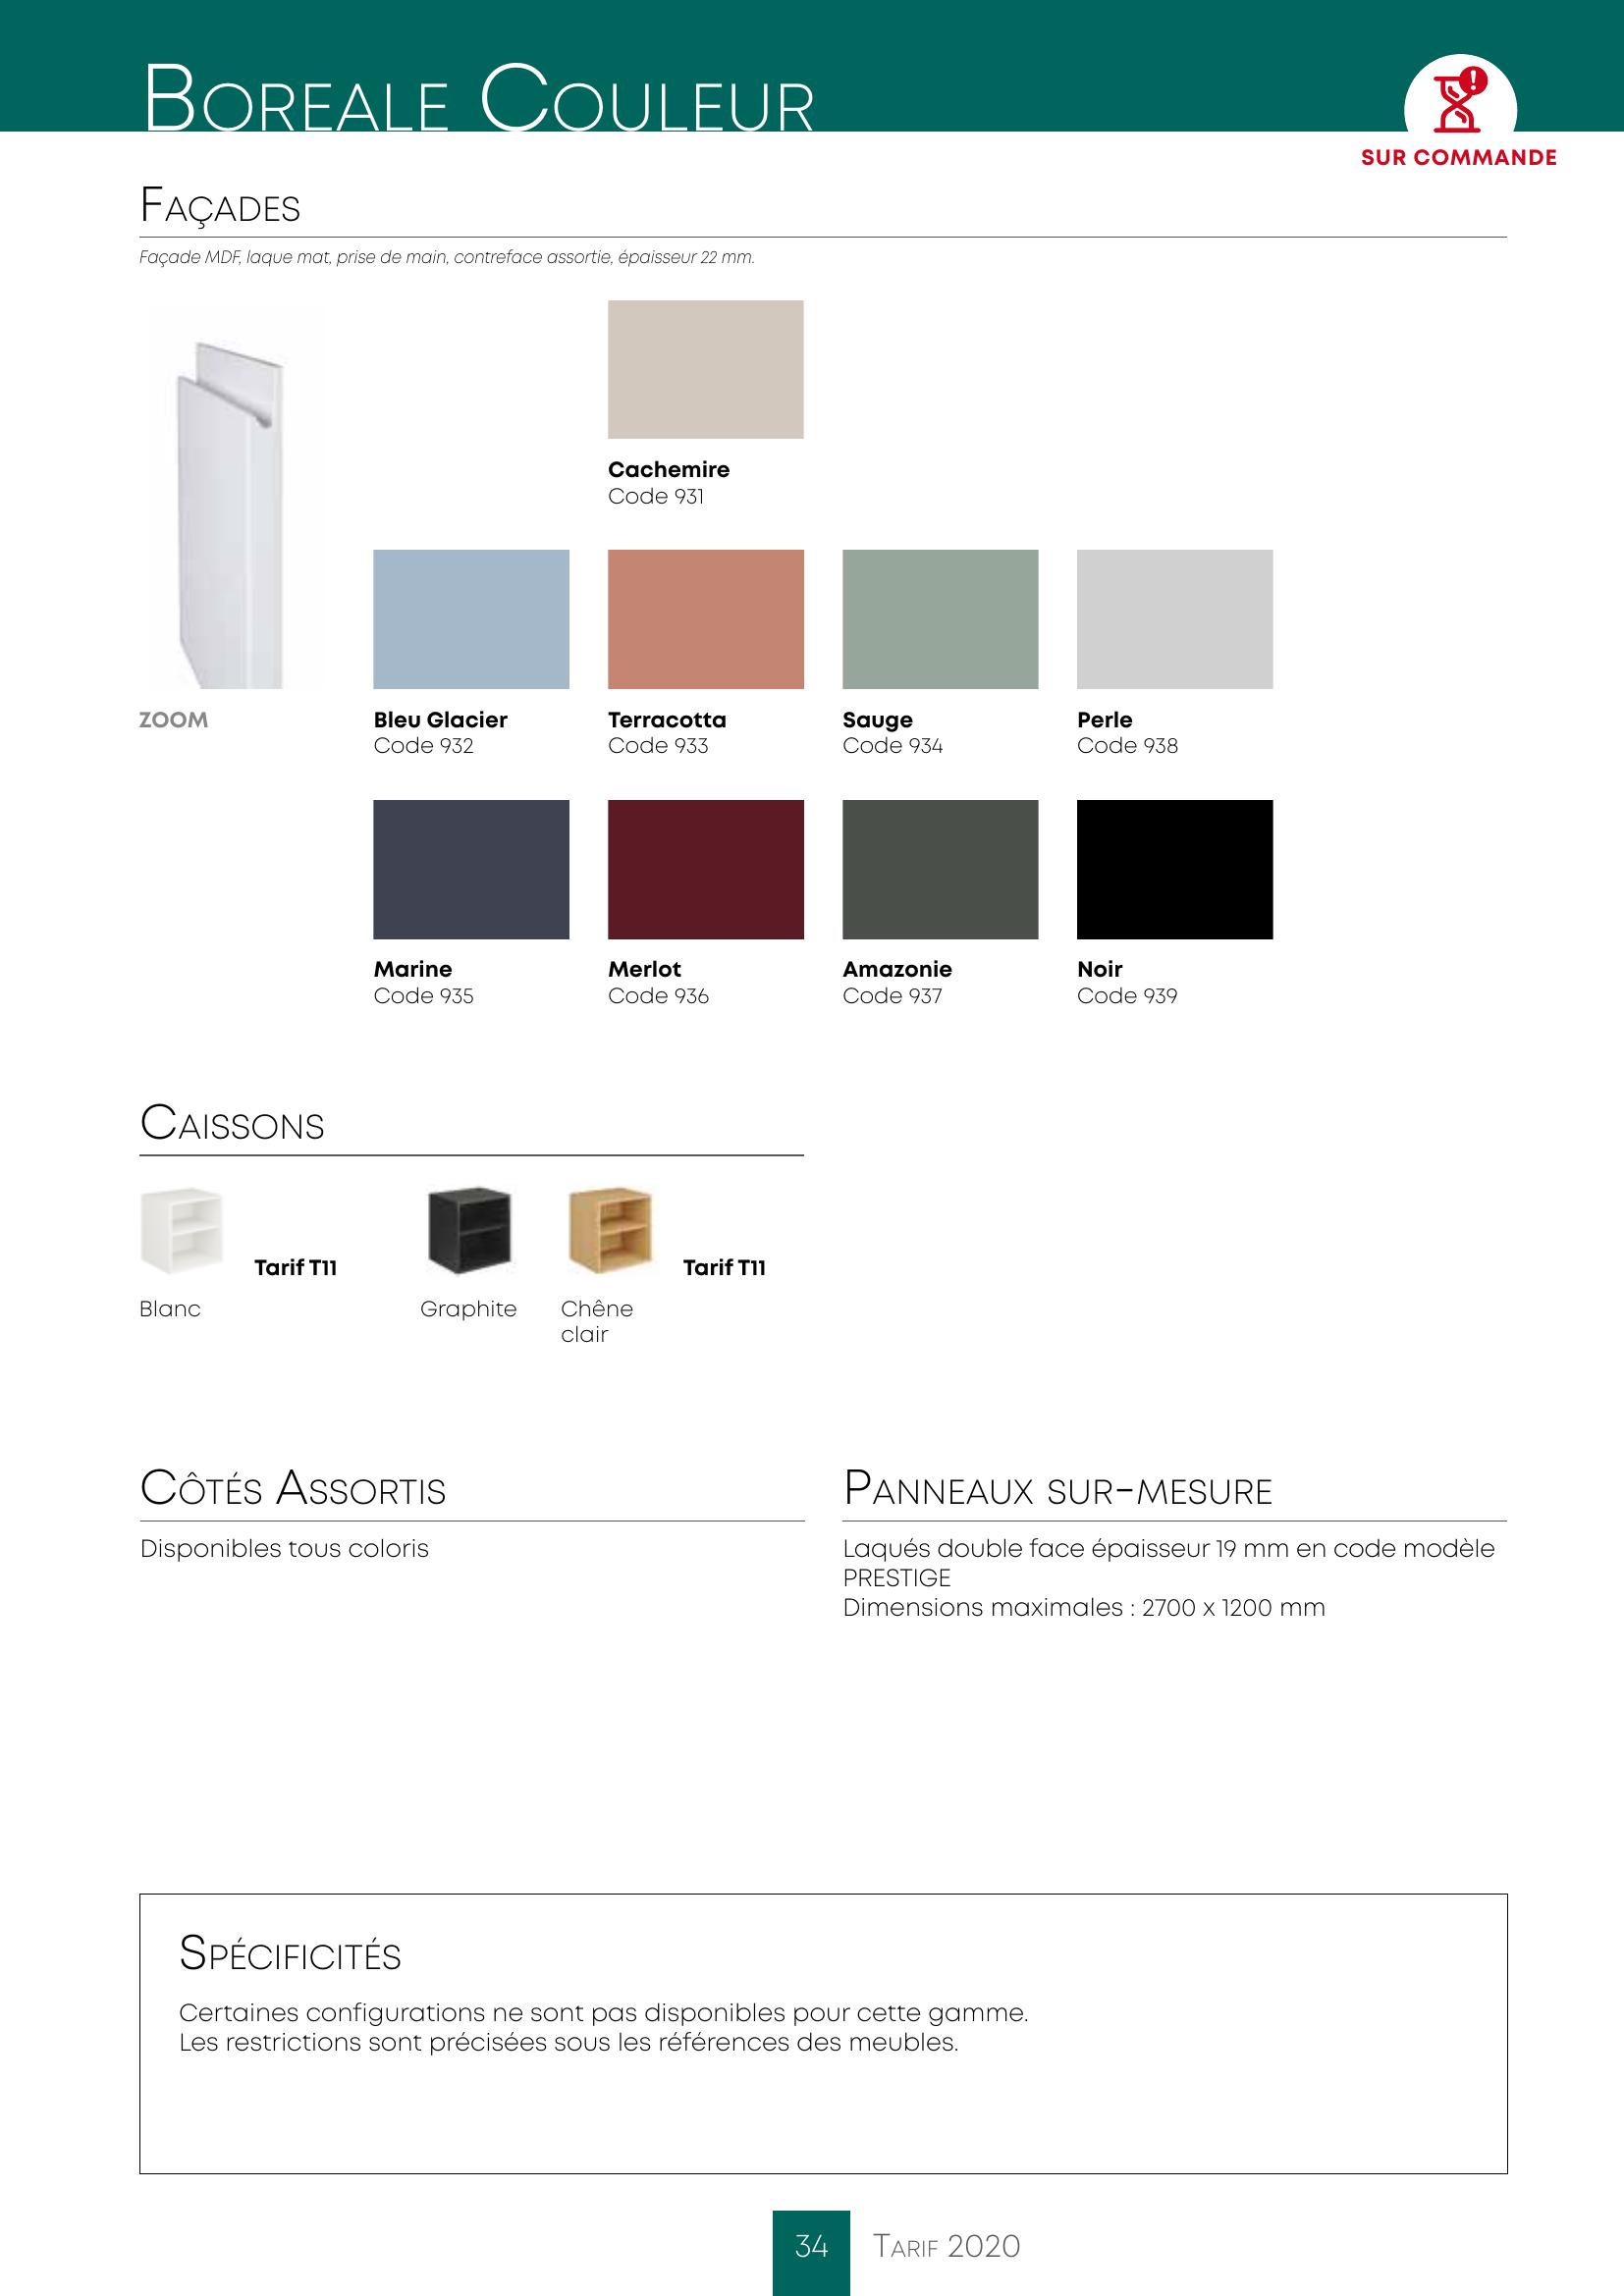 BOREALE COULEUR
SUR COMMANDE
FAÇADES
Façade MDF, laque mat, prise de main, contreface assortie, épaisseur 22 mm.
Cachemire
Code 931
ZOOM
Bleu Glacier
Code 932
Terracotta
Code 933
Sauge
Code 934
Perle
Code 938
Marine
Code 935
Merlot
Code 936
Amazonie
Code 937
Noir
Code 939
CAISSONS
Tarif T11
Tarif T11
Blanc
Graphite
Chêne
clair
CÔTÉS ASSORTIS
Disponibles tous coloris
PANNEAUX SUR-MESURE
Laqués double face épaisseur 19 mm en code modèle
PRESTIGE
Dimensions maximales : 2700 x 1200 mm
SPÉCIFICITÉS
Certaines configurations ne sont pas disponibles pour cette gamme.
Les restrictions sont précisées sous les références des meubles.
34 TARIF 2020